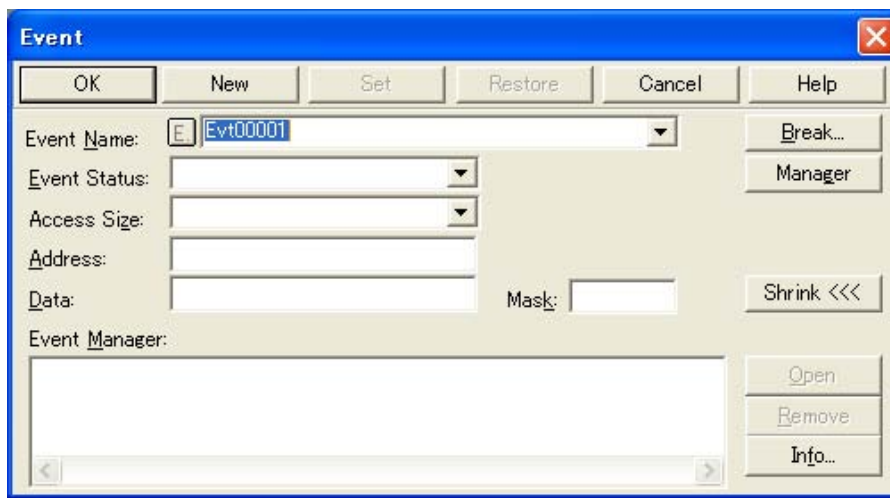 Event
OK New Set Restore Cancel Help
Event Name: E. Evt00001 Break...
Event Status: Manager
Access Size:
Address:
Data: Mask: Shrink <<<
Event Manager:
Open
Remove
Info...